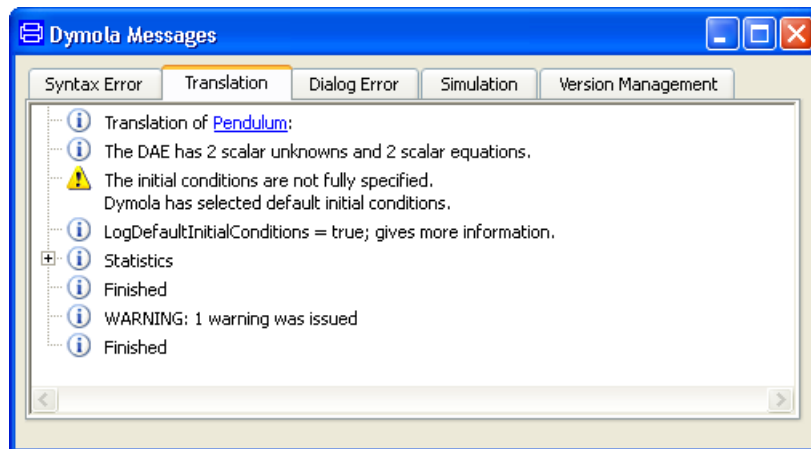 Dymola Messages
Syntax Error Translation Dialog Error Simulation Version Management
Translation of Pendulum:
The DAE has 2 scalar unknowns and 2 scalar equations.
The initial conditions are not fully specified.
Dymola has selected default initial conditions.
LogDefaultInitialConditions = true; gives more information.
Statistics
Finished
WARNING: 1 warning was issued
Finished